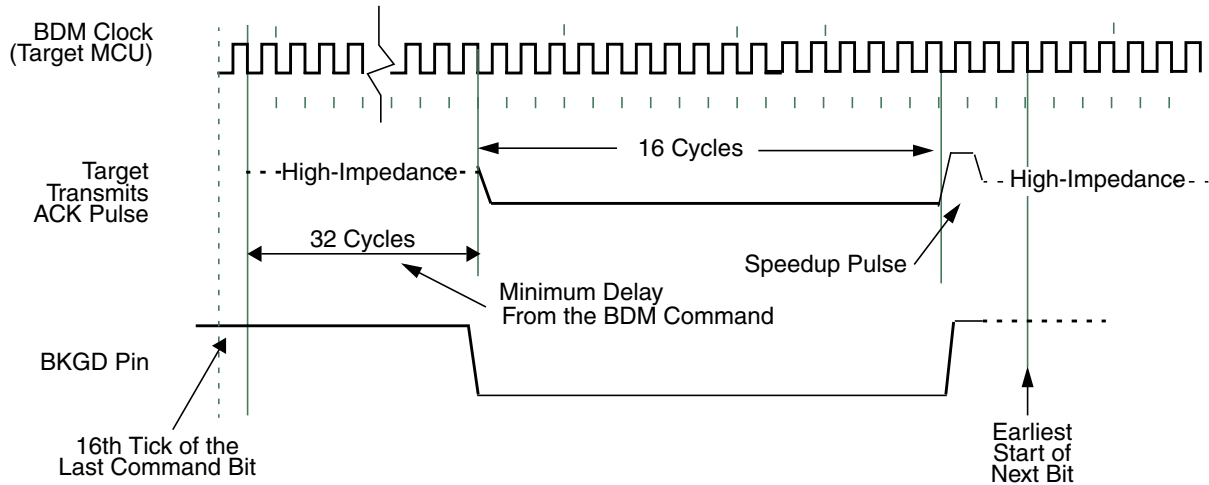 BDM Clock
(Target MCU)
16 Cycles
Target
Transmits
ACK Pulse
High-Impedance
High-Impedance
32 Cycles
Speedup Pulse
Minimum Delay
From the BDM Command
BKGD Pin
16th Tick of the
Last Command Bit
Earliest
Start of
Next Bit